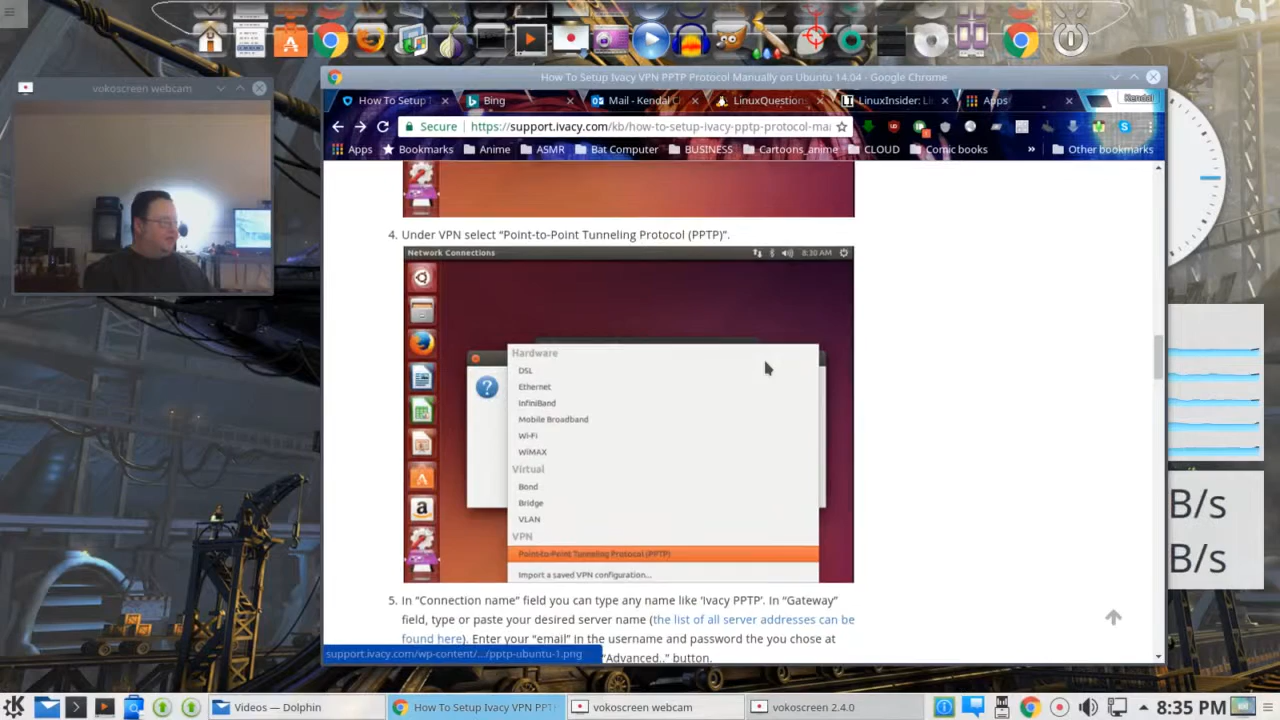 vokoscreen webcam
How To Setup Ivacy VPN PPTP Protocol Manually on Ubuntu 14.04 - Google Chrome
How To Setup
Bing
Mail - Kendal C
LinuxQuestions
LinuxInsider: Li
Apps
Kendal
Secure
https://support.ivacy.com/kb/how-to-setup-ivacy-pptp-protocol-ma
Apps
Bookmarks
Anime
ASMR
Bat Computer
BUSINESS
Cartoons_anime
CLOUD
Comic books
»
Other bookmarks
4. Under VPN select “Point-to-Point Tunneling Protocol (PPTP)”.
Network Connections
8:30 AM
Hardware
DSL
Ethernet
InfiniBand
Mobile Broadband
Wi-Fi
WiMAX
Virtual
Bond
Bridge
VLAN
VPN
Point-to-Point Tunneling Protocol (PPTP)
Import a saved VPN configuration...
5. In “Connection name” field you can type any name like ‘Ivacy PPTP’. In “Gateway”
field, type or paste your desired server name (the list of all server addresses can be
found here). Enter your “email” in the username and password the you chose at
“Advanced..” button.
support.ivacy.com/wp-content/.../pptp-ubuntu-1.png
B/s
B/s
Videos — Dolphin
How To Setup Ivacy VPN PPT
vokoscreen webcam
vokoscreen 2.4.0
8:35 PM